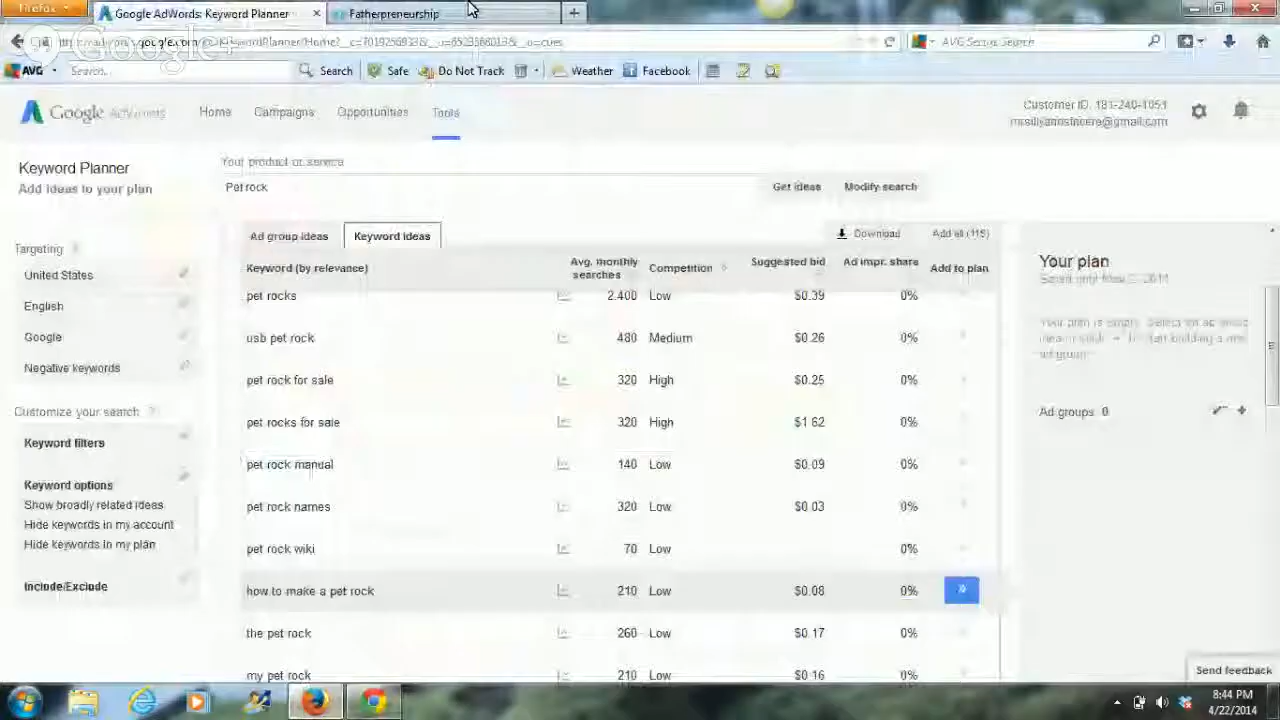 Firefox
Google AdWords: Keyword Planner
Fatherpreneurship
Google
AVG Secure Search
AVG
Search...
Search
Safe
Do Not Track
Weather
Facebook
Google AdWords
Home
Campaigns
Opportunities
Tools
Customer ID: 181-240-1051
Keyword Planner
Add ideas to your plan
Your product or service
Pet rock
Get ideas
Modify search
Targeting
United States
English
Google
Negative keywords
Customize your search
Keyword filters
Keyword options
Show broadly related ideas
Hide keywords in my account
Hide keywords in my plan
Include/Exclude
Ad group ideas
Keyword ideas
Download
Add all (119)
Keyword (by relevance)
Avg. monthly searches
Competition
Suggested bid
Ad impr. share
Add to plan
pet rocks 2,400 Low $0.39 0%
usb pet rock 480 Medium $0.26 0%
pet rock for sale 320 High $0.25 0%
pet rocks for sale 320 High $1.62 0%
pet rock manual 140 Low $0.09 0%
pet rock names 320 Low $0.03 0%
pet rock wiki 70 Low 0%
how to make a pet rock 210 Low $0.08 0%
the pet rock 260 Low $0.17 0%
my pet rock 210 Low $0.16 0%
Your plan
Your plan is empty.
ad group.
Ad groups: 0
Send feedback
8:44 PM
4/22/2014